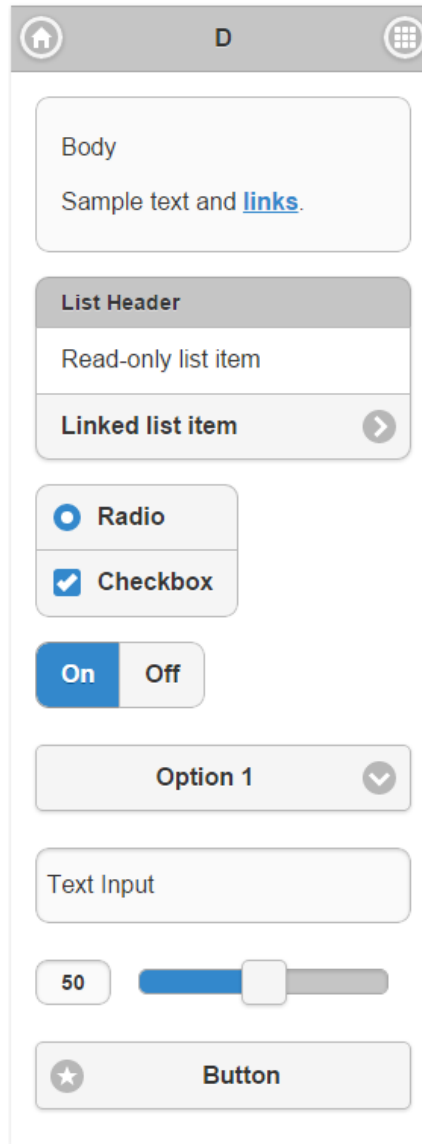 D
Body
Sample text and links.
List Header
Read-only list item
Linked list item
Radio
Checkbox
On Off
Option 1
Text Input
50
Button